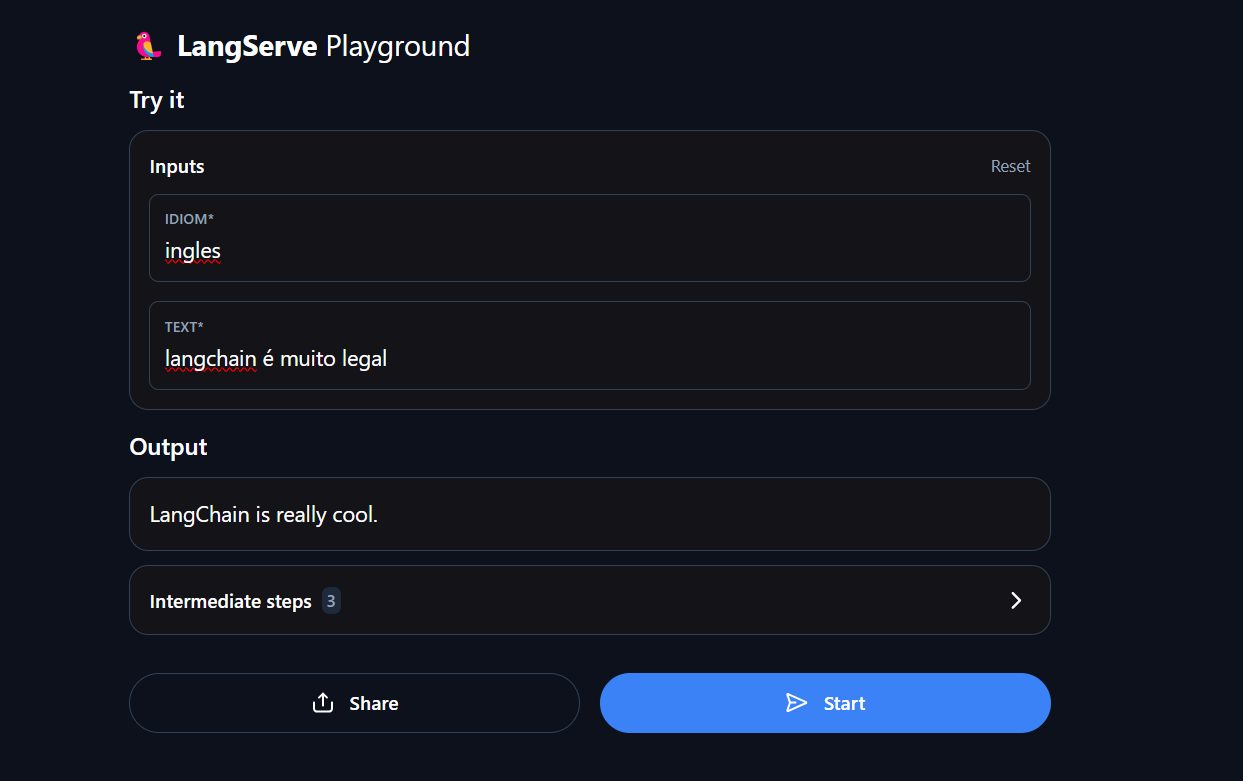 LangServe Playground
Try it
Inputs
Reset
IDIOM*
ingles
TEXT*
langchain é muito legal
Output
LangChain is really cool.
Intermediate steps 3
Share
Start